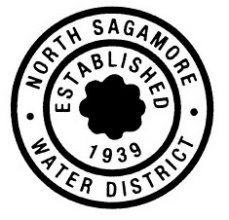 NORTH SAGAMORE
WATER DISTRICT
ESTABLISHED
1939